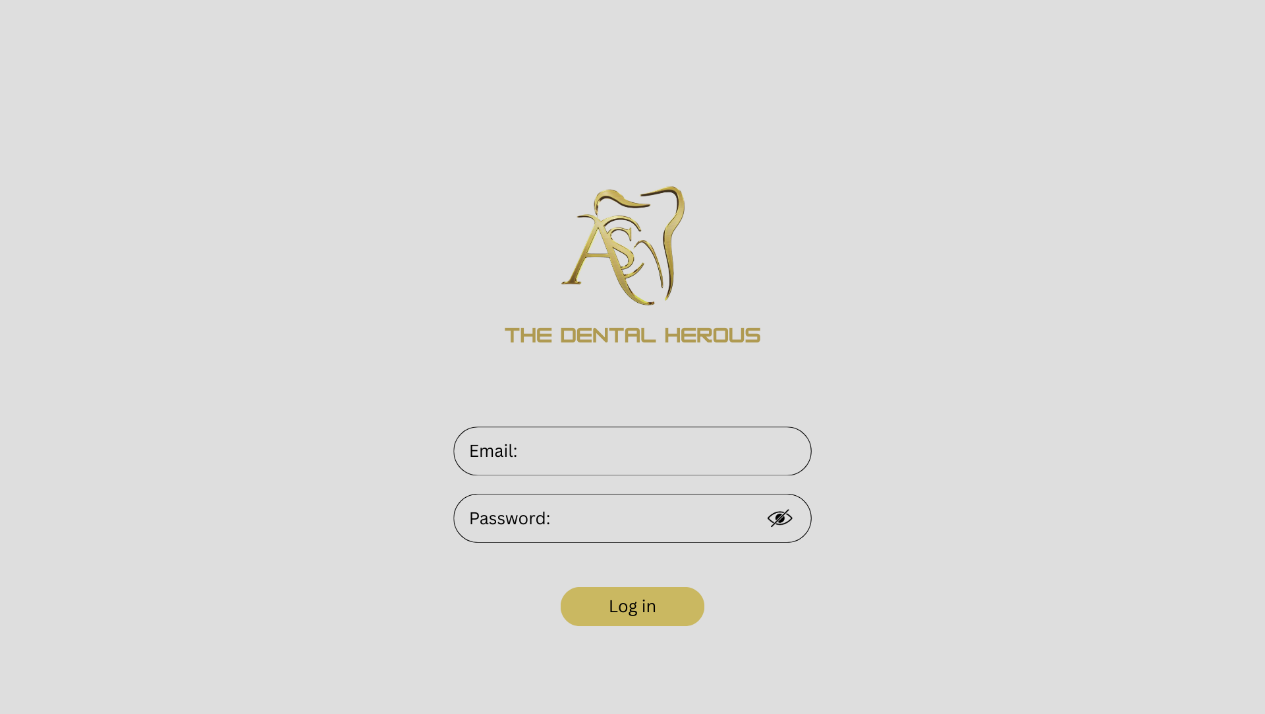 ASC
THE DENTAL HEROUS
Email:
Password:
Log in